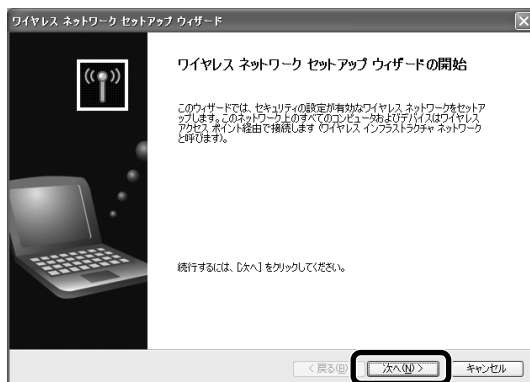 ワイヤレス ネットワーク セットアップ ウィザード
ワイヤレス ネットワーク セットアップ ウィザードの開始
このウィザードでは、セキュリティの設定が有効なワイヤレス ネットワークをセットア
ップします。このネットワーク上のすべてのコンピュータおよびデバイスはワイヤレス
アクセス ポイント経由で接続します (ワイヤレス インフラストラクチャ ネットワーク
と呼びます)。
続行するには、[次へ] をクリックしてください。
< 戻る(B)
次へ(N) >
キャンセル